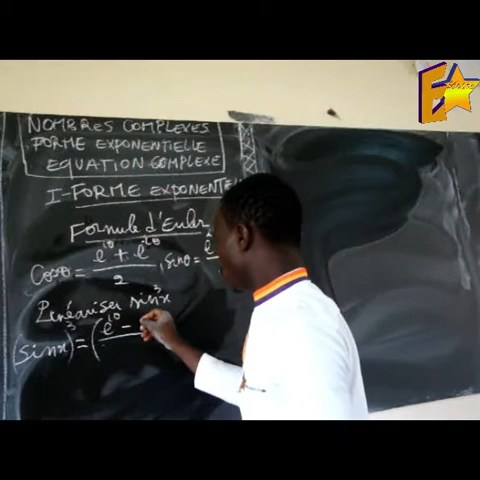 NOMBRES COMPLEXES
FORME EXPONENTIELLE
EQUATION COMPLEXE
I-FORME EXPONENTI
Formule d'Euler
Cosθ = (e^iθ + e^-iθ)/2, sinθ = e
Linéariser sin³x
(sinx)³ = (e^iθ -